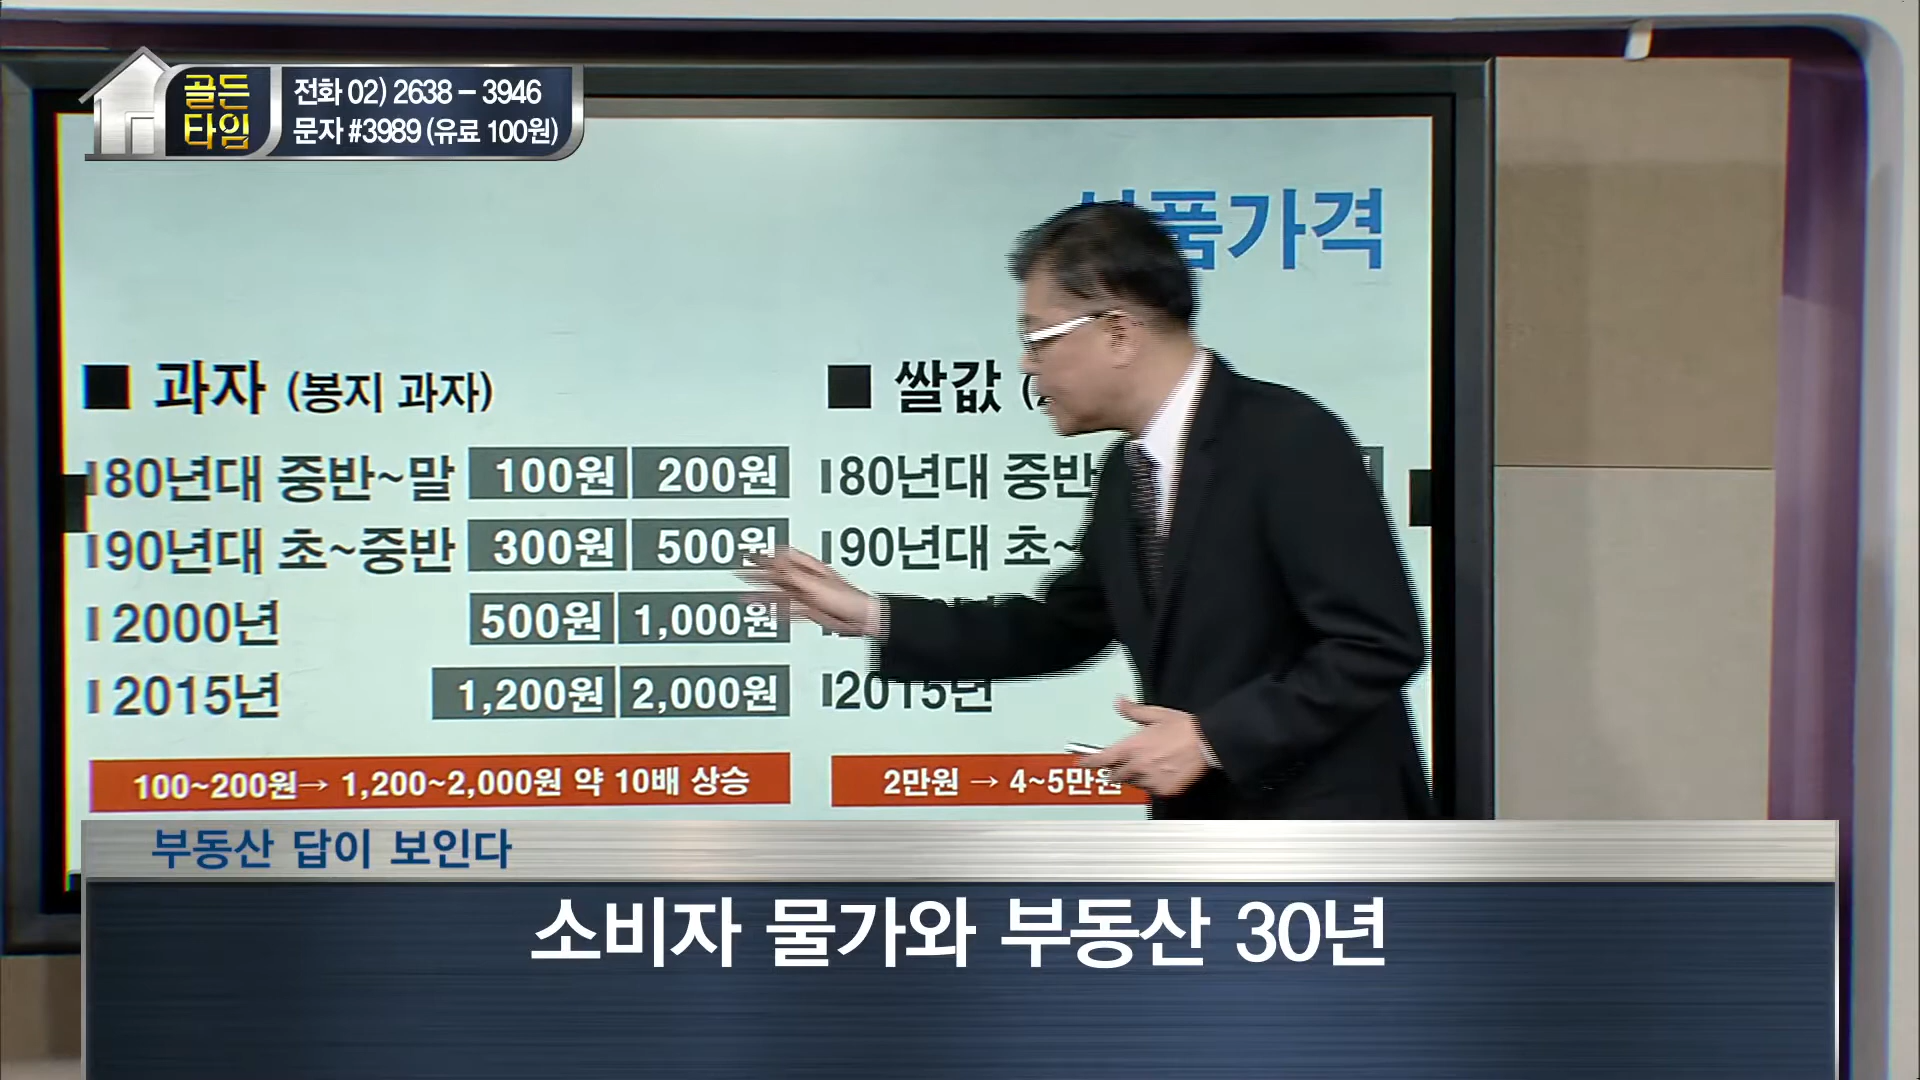 골든
타임
전화 02) 2638 - 3946
문자 #3989 (유료 100원)
품가격
■ 과자 (봉지 과자)
80년대 중반~말 100원 200원
90년대 초~중반 300원 500원
2000년 500원 1,000원
2015년 1,200원 2,000원
100~200원→ 1,200~2,000원 약 10배 상승
■ 쌀값
80년대 중반
90년대 초~
2015년
2만원 → 4~5만원
부동산 답이 보인다
소비자 물가와 부동산 30년